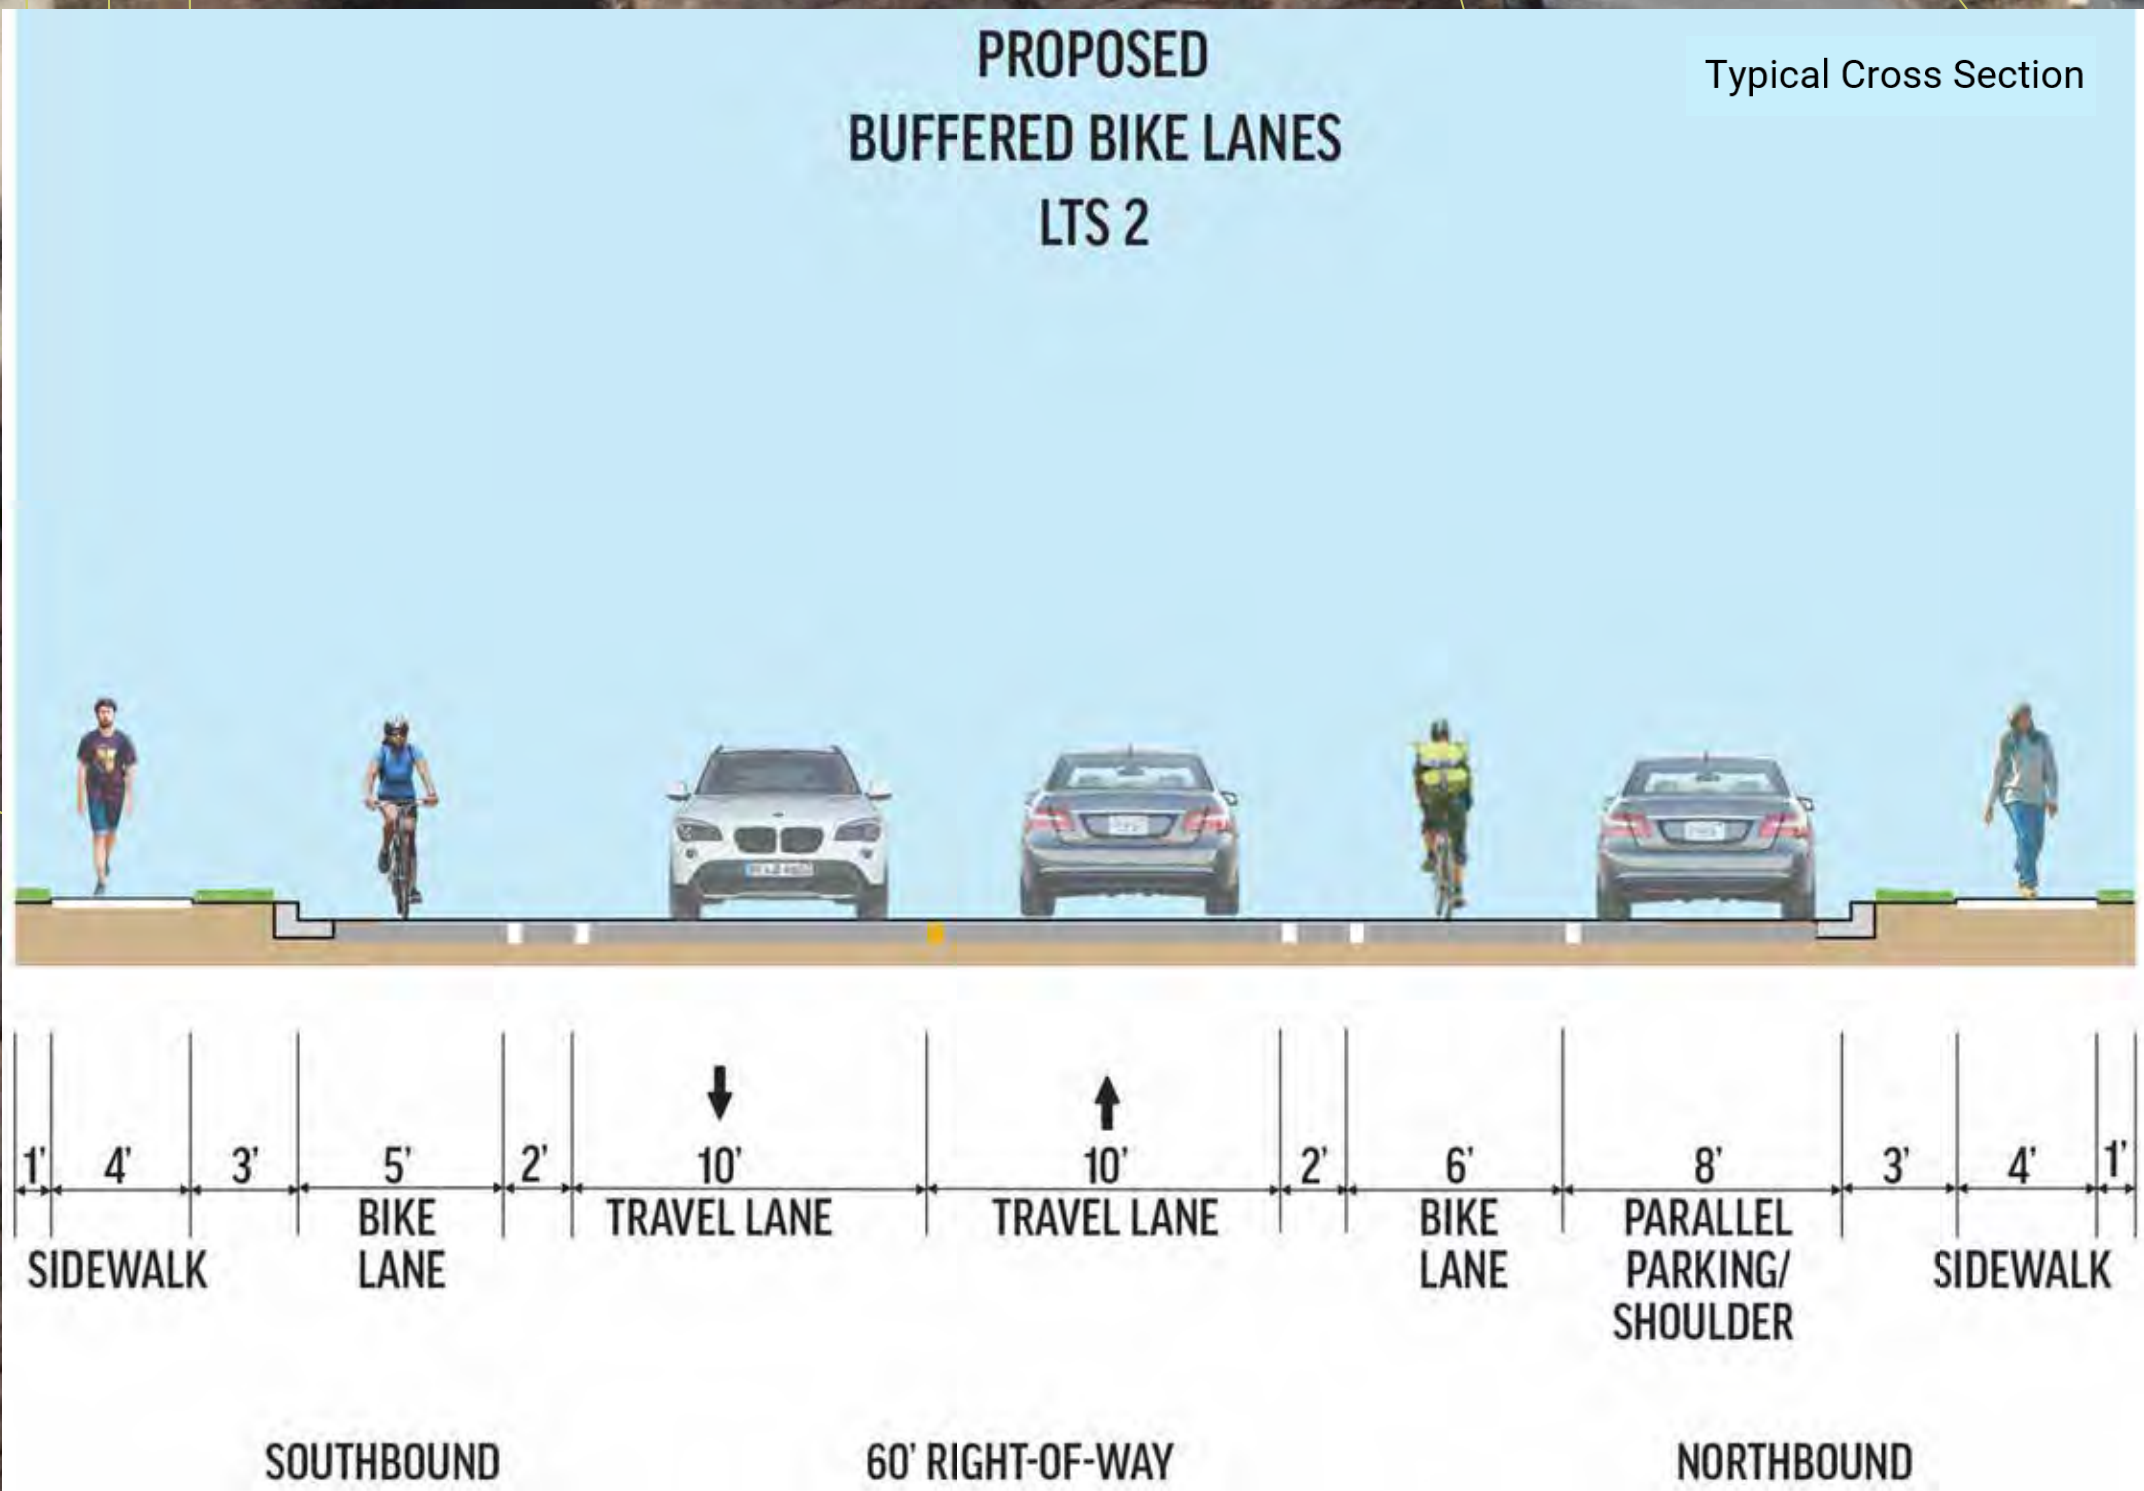 PROPOSED
BUFFERED BIKE LANES
LTS 2
Typical Cross Section
1' 4' 3' 5' 2' 10' 10' 2' 6' 8' 3' 4' 1'
SIDEWALK
BIKE
LANE
TRAVEL LANE
TRAVEL LANE
BIKE
LANE
PARALLEL
PARKING/
SHOULDER
SIDEWALK
SOUTHBOUND
60' RIGHT-OF-WAY
NORTHBOUND